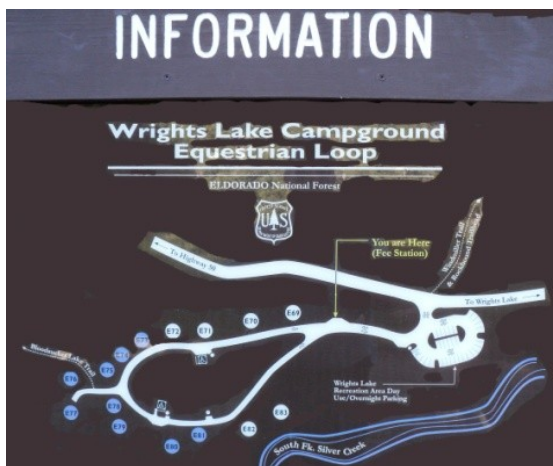 INFORMATION
Wrights Lake Campground
Equestrian Loop
ELDORADO National Forest
US
You are Here
(Fee Station)
To Highway 50
To Wrights Lake
E69
E70
E71
E72
E75
E76
E77
E78
E79
E80
E81
E82
E83
Wrights Lake
Recreation Area Day
Use/Overnight Parking
South Fk. Silver Creek